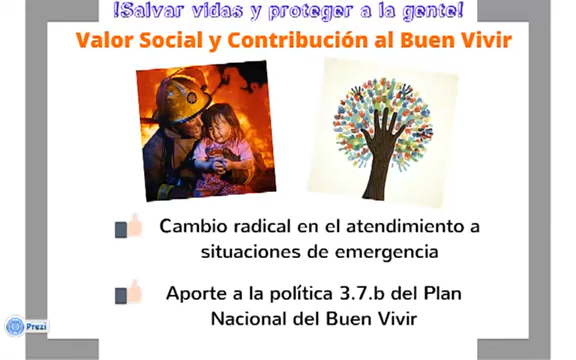 ¡Salvar vidas y proteger a la gente!
Valor Social y Contribución al Buen Vivir
Cambio radical en el atendimiento a
situaciones de emergencia
Aporte a la política 3.7.b del Plan
Nacional del Buen Vivir
Prezi